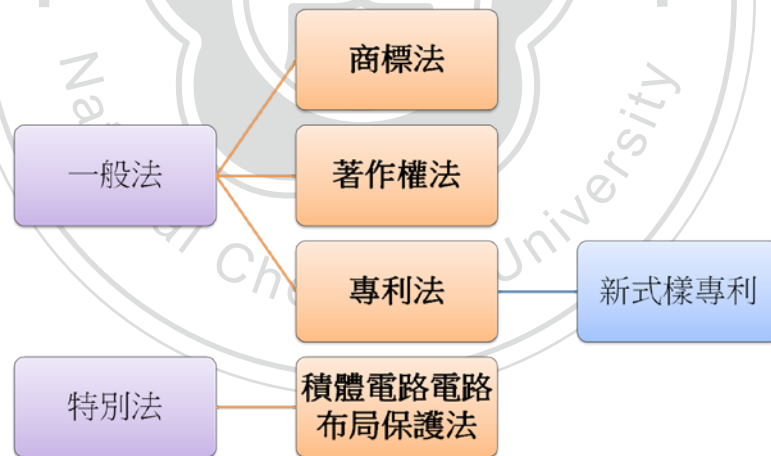 商標法
一般法
著作權法
專利法
新式樣專利
特別法
積體電路電路
布局保護法